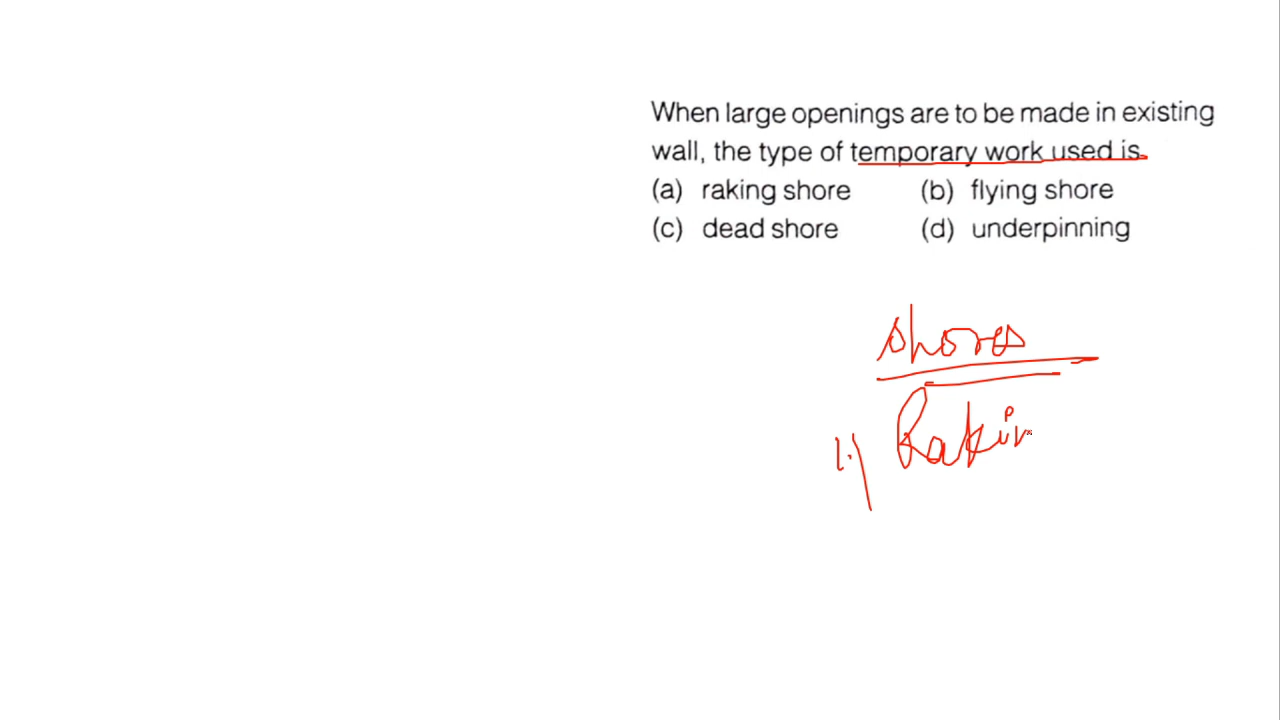 When large openings are to be made in existing
wall, the type of temporary work used is
(a) raking shore (b) flying shore
(c) dead shore (d) underpinning
shores
1.) Rakin